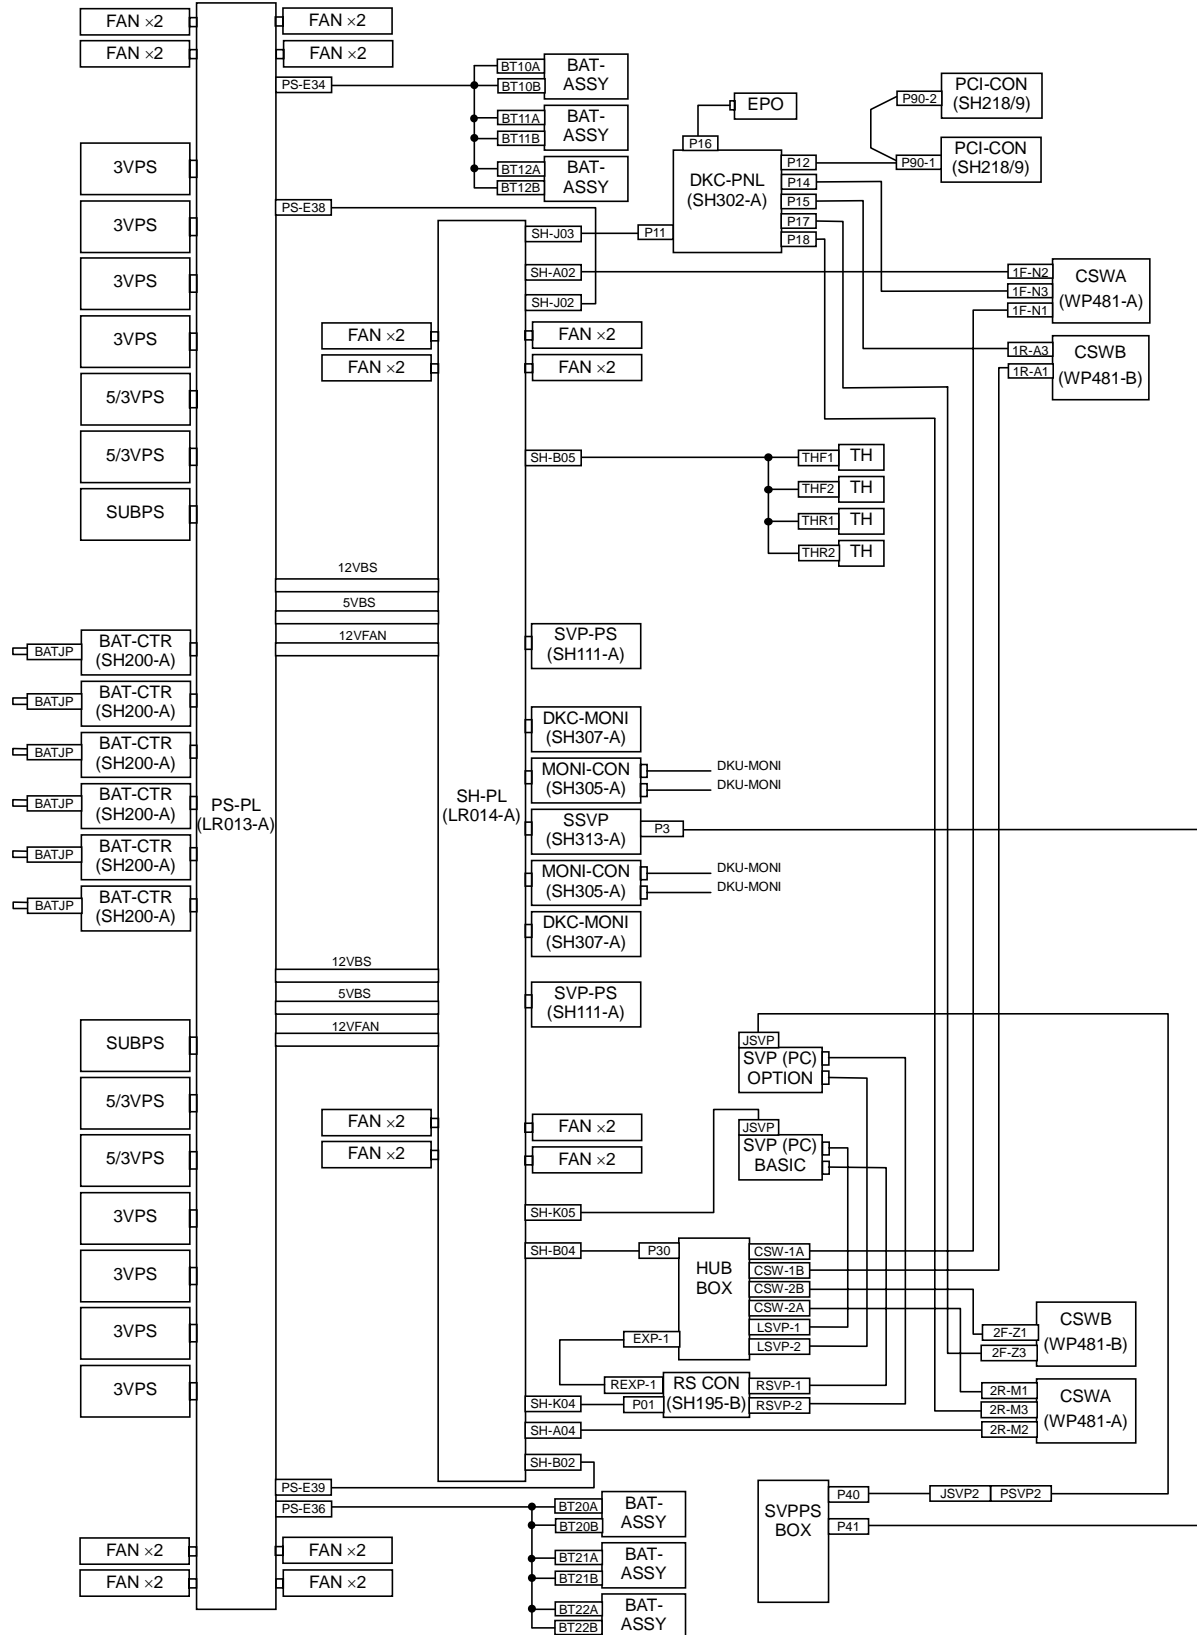 FAN ×2
FAN ×2
FAN ×2
FAN ×2
PS-E34
BT10A
BT10B
BAT-
ASSY
BT11A
BT11B
BAT-
ASSY
BT12A
BT12B
BAT-
ASSY
EPO
P16
DKC-PNL
(SH302-A)
P11
P12
P14
P15
P17
P18
P90-2
PCI-CON
(SH218/9)
P90-1
PCI-CON
(SH218/9)
3VPS
3VPS
3VPS
3VPS
5/3VPS
5/3VPS
SUBPS
PS-E38
SH-J03
SH-A02
SH-J02
1F-N2
1F-N3
1F-N1
CSWA
(WP481-A)
1R-A3
1R-A1
CSWB
(WP481-B)
FAN ×2
FAN ×2
FAN ×2
FAN ×2
SH-B05
THF1
TH
THF2
TH
THR1
TH
THR2
TH
12VBS
5VBS
12VFAN
BATJP
BAT-CTR
(SH200-A)
BATJP
BAT-CTR
(SH200-A)
BATJP
BAT-CTR
(SH200-A)
BATJP
BAT-CTR
(SH200-A)
BATJP
BAT-CTR
(SH200-A)
BATJP
BAT-CTR
(SH200-A)
PS-PL
(LR013-A)
SH-PL
(LR014-A)
SVP-PS
(SH111-A)
DKC-MONI
(SH307-A)
MONI-CON
(SH305-A)
DKU-MONI
DKU-MONI
SSVP
(SH313-A)
P3
MONI-CON
(SH305-A)
DKU-MONI
DKU-MONI
DKC-MONI
(SH307-A)
SVP-PS
(SH111-A)
12VBS
5VBS
12VFAN
SUBPS
5/3VPS
5/3VPS
3VPS
3VPS
3VPS
3VPS
JSVP
SVP (PC)
OPTION
JSVP
SVP (PC)
BASIC
FAN ×2
FAN ×2
FAN ×2
FAN ×2
SH-K05
SH-B04
P30
HUB
BOX
CSW-1A
CSW-1B
CSW-2B
CSW-2A
LSVP-1
LSVP-2
EXP-1
REXP-1
P01
RS CON
(SH195-B)
RSVP-1
RSVP-2
SH-K04
SH-A04
SH-B02
2F-Z1
2F-Z3
CSWB
(WP481-B)
2R-M1
2R-M3
2R-M2
CSWA
(WP481-A)
PS-E39
PS-E36
BT20A
BT20B
BAT-
ASSY
BT21A
BT21B
BAT-
ASSY
BT22A
BT22B
BAT-
ASSY
SVPPS
BOX
P40
P41
JSVP2
PSVP2
FAN ×2
FAN ×2
FAN ×2
FAN ×2